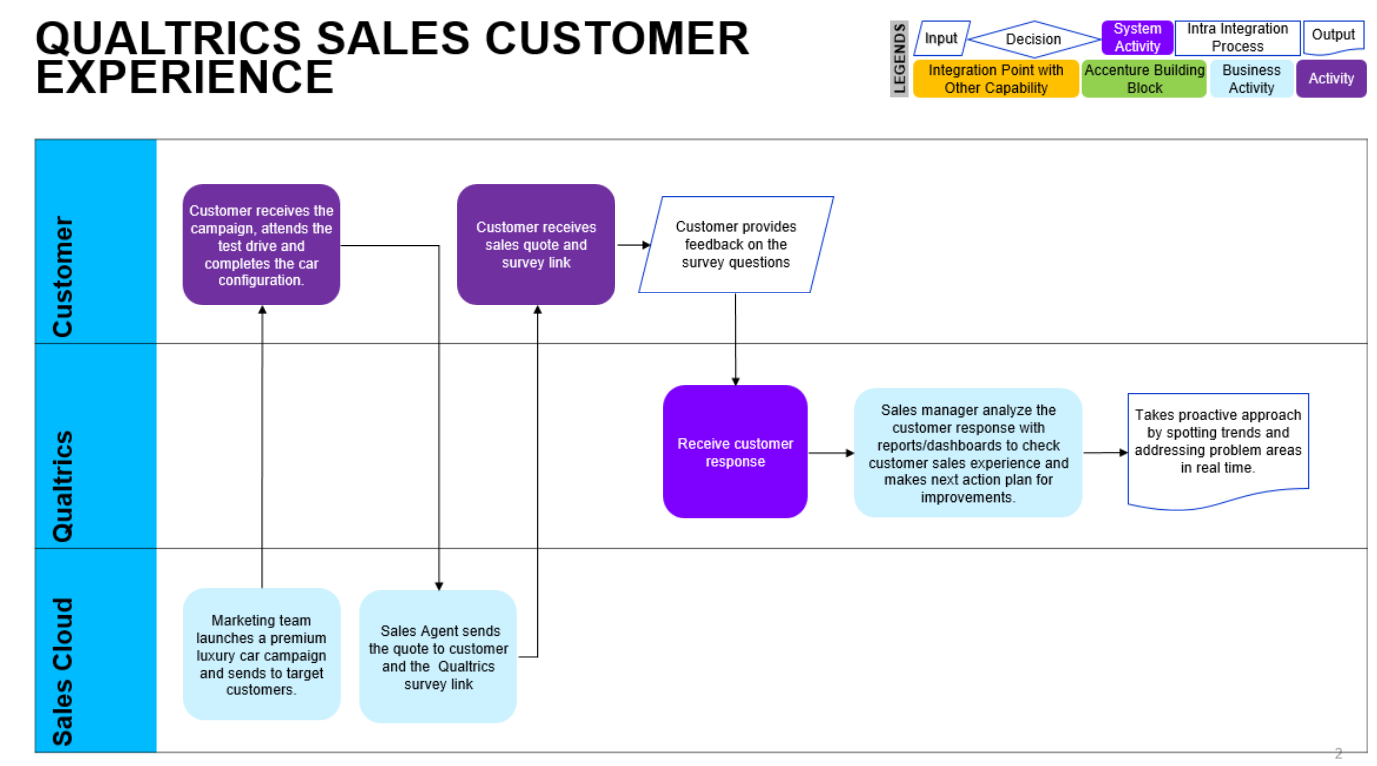 QUALTRICS SALES CUSTOMER
EXPERIENCE
LEGENDS
Input
Decision
System
Activity
Intra Integration
Process
Output
Integration Point with
Other Capability
Accenture Building
Block
Business
Activity
Activity
Customer
Customer receives the
campaign, attends the
test drive and
completes the car
configuration.
Customer receives
sales quote and
survey link
Customer provides
feedback on the
survey questions
Qualtrics
Receive customer
response
Sales manager analyze the
customer response with
reports/dashboards to check
customer sales experience and
makes next action plan for
improvements.
Takes proactive approach
by spotting trends and
addressing problem areas
in real time.
Sales Cloud
Marketing team
launches a premium
luxury car campaign
and sends to target
customers.
Sales Agent sends
the quote to customer
and the  Qualtrics
survey link
2